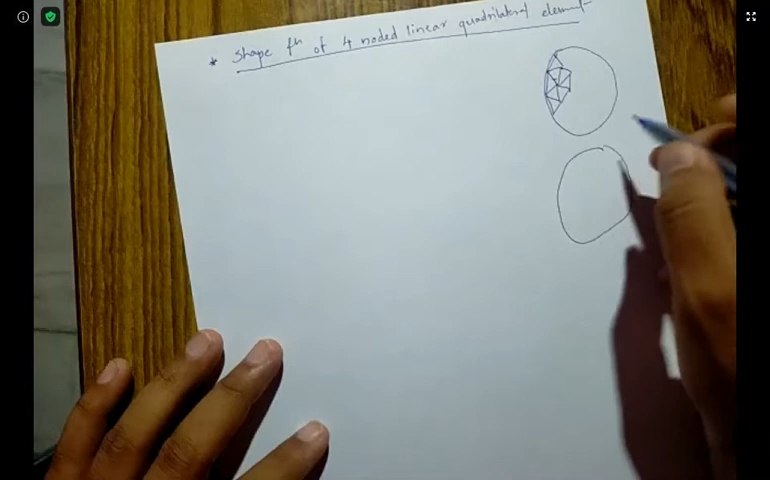 * Shape fⁿ of 4 noded linear quadrilateral element